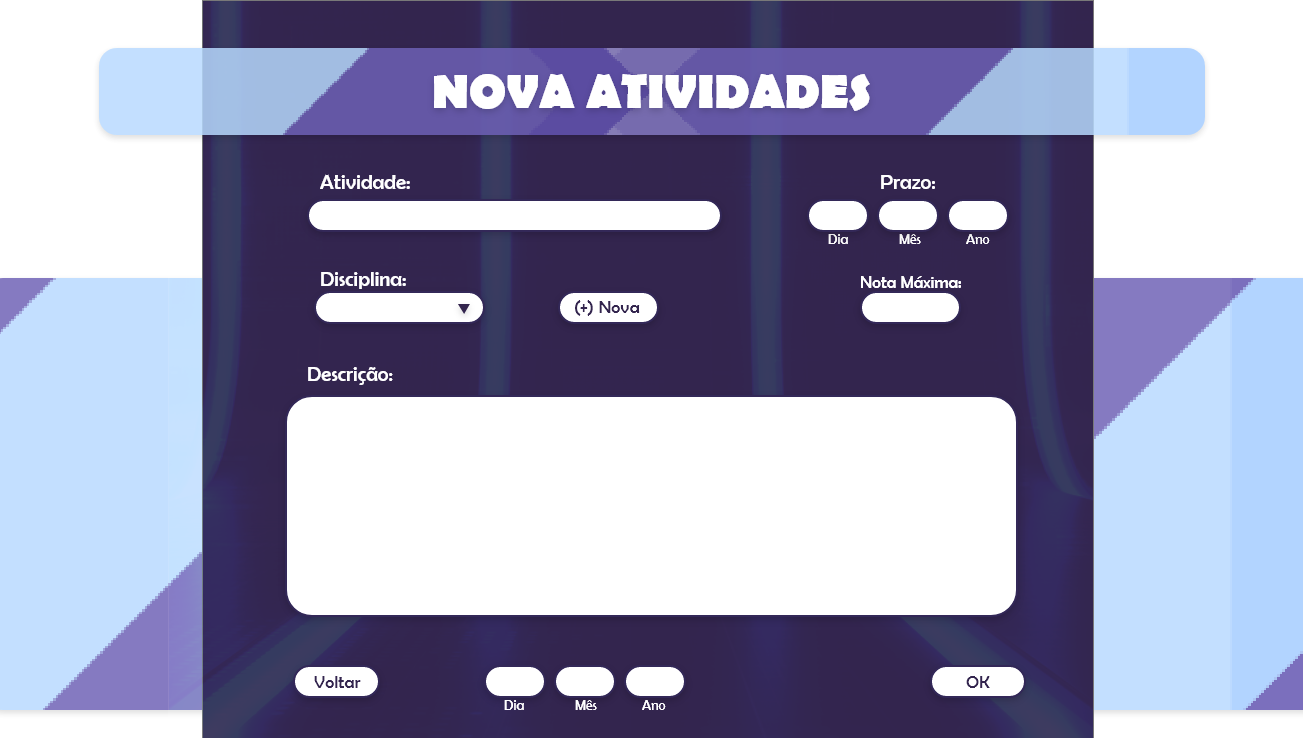 NOVA ATIVIDADES
Atividade:
Prazo:
Dia Mês Ano
Disciplina:
Nota Máxima:
(+) Nova
Descrição:
Voltar
OK
Dia Mês Ano